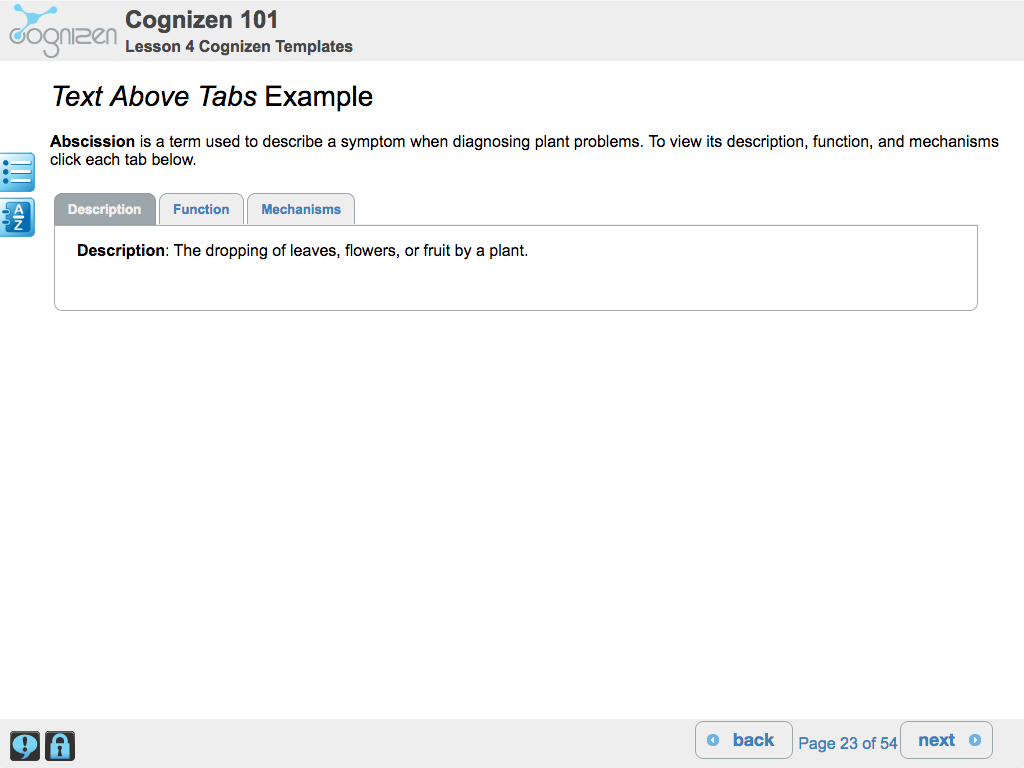 cognizen
Cognizen 101
Lesson 4 Cognizen Templates
Text Above Tabs Example
Abscission is a term used to describe a symptom when diagnosing plant problems. To view its description, function, and mechanisms
click each tab below.
A
Z
Description Function Mechanisms
Description: The dropping of leaves, flowers, or fruit by a plant.
back Page 23 of 54 next